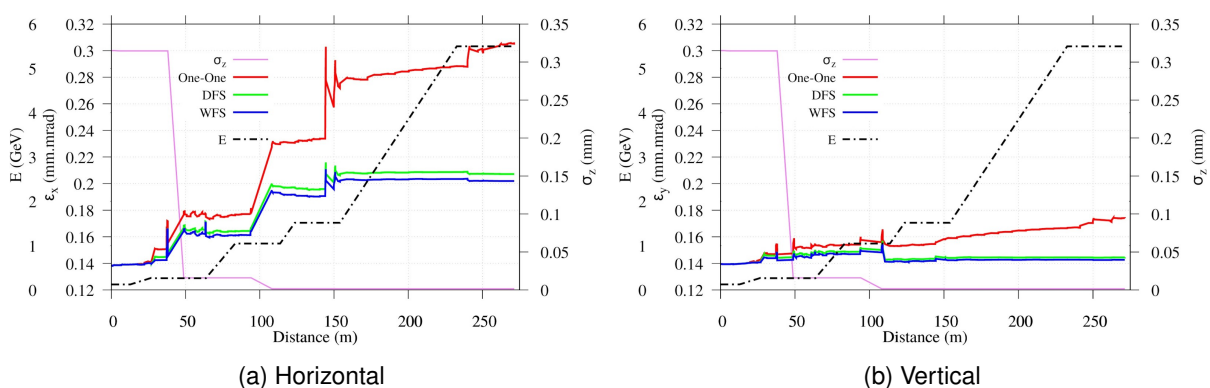 6 0.32 0.35
5 0.3 0.3
0.28
4 0.26 0.25
0.24 0.2
3 0.22
0.2 0.15
2 0.18 0.1
1 0.16
0.14 0.05
0 0.12 0
E (GeV)
εx (mm.mrad)
σz (mm)
σz
One-One
DFS
WFS
E
0 50 100 150 200 250
Distance (m)
(a) Horizontal
6 0.32 0.35
5 0.3 0.3
0.28
4 0.26 0.25
0.24 0.2
3 0.22
0.2 0.15
2 0.18 0.1
1 0.16
0.14 0.05
0 0.12 0
E (GeV)
εy (mm.mrad)
σz (mm)
σz
One-One
DFS
WFS
E
0 50 100 150 200 250
Distance (m)
(b) Vertical